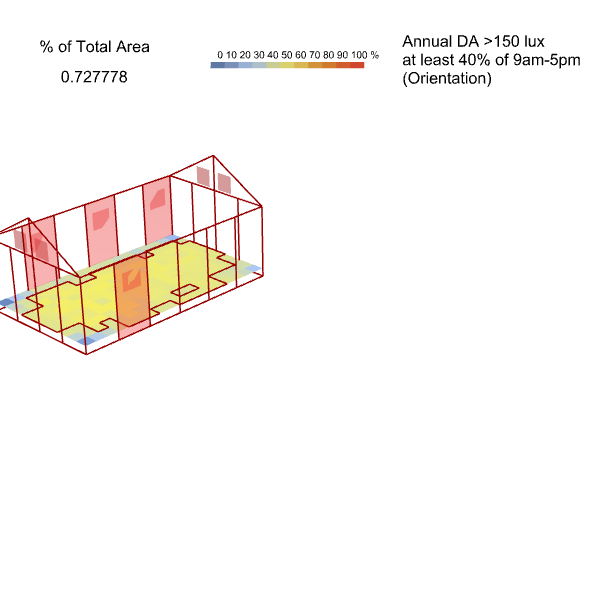 % of Total Area
0.727778
0 10 20 30 40 50 60 70 80 90 100 %
Annual DA >150 lux
at least 40% of 9am-5pm
(Orientation)